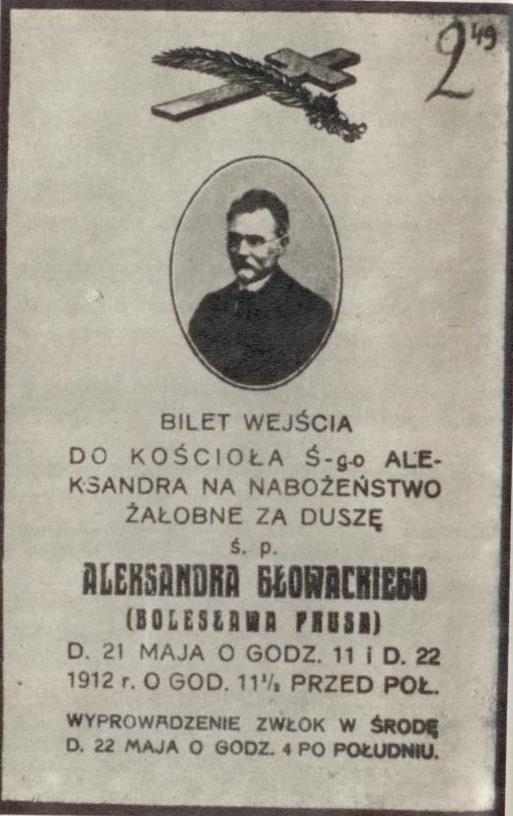 2 49
BILET WEJŚCIA
DO KOŚCIOŁA Ś-g-o ALE-
KSANDRA NA NABOŻEŃSTWO
ŻAŁOBNE ZA DUSZĘ
ś. p.
ALEKSANDRA GŁOWACKIEGO
(BOLESŁAWA PRUSA)
D. 21 MAJA O GODZ. 11 i D. 22
1912 r. O GOD. 11½ PRZED POŁ.
WYPROWADZENIE ZWŁOK W ŚRODĘ
D. 22 MAJA O GODZ. 4 PO POŁUDNIU.